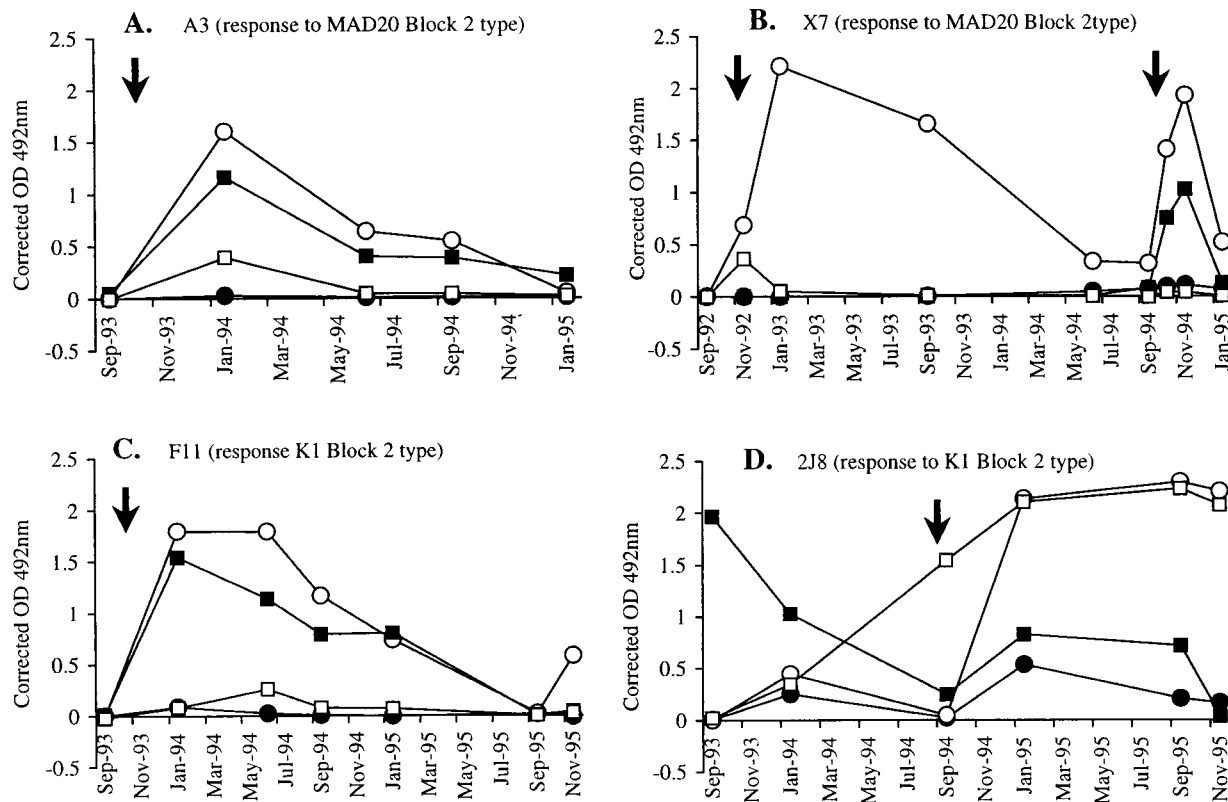 A. A3 (response to MAD20 Block 2 type)
Corrected OD 492nm
2.5
2
1.5
1
0.5
0
-0.5
Sep-93
Nov-93
Jan-94
Mar-94
May-94
Jul-94
Sep-94
Nov-94
Jan-95
B. X7 (response to MAD20 Block 2type)
Corrected OD 492nm
2.5
2
1.5
1
0.5
0
-0.5
Sep-92
Nov-92
Jan-93
Mar-93
May-93
Jul-93
Sep-93
Nov-93
Jan-94
Mar-94
May-94
Jul-94
Sep-94
Nov-94
Jan-95
C. F11 (response K1 Block 2 type)
Corrected OD 492nm
2.5
2
1.5
1
0.5
0
-0.5
Sep-93
Nov-93
Jan-94
Mar-94
May-94
Jul-94
Sep-94
Nov-94
Jan-95
Mar-95
May-95
Jul-95
Sep-95
Nov-95
D. 2J8 (response to K1 Block 2 type)
Corrected OD 492nm
2.5
2
1.5
1
0.5
0
-0.5
Sep-93
Nov-93
Jan-94
Mar-94
May-94
Jul-94
Sep-94
Nov-94
Jan-95
Mar-95
May-95
Jul-95
Sep-95
Nov-95